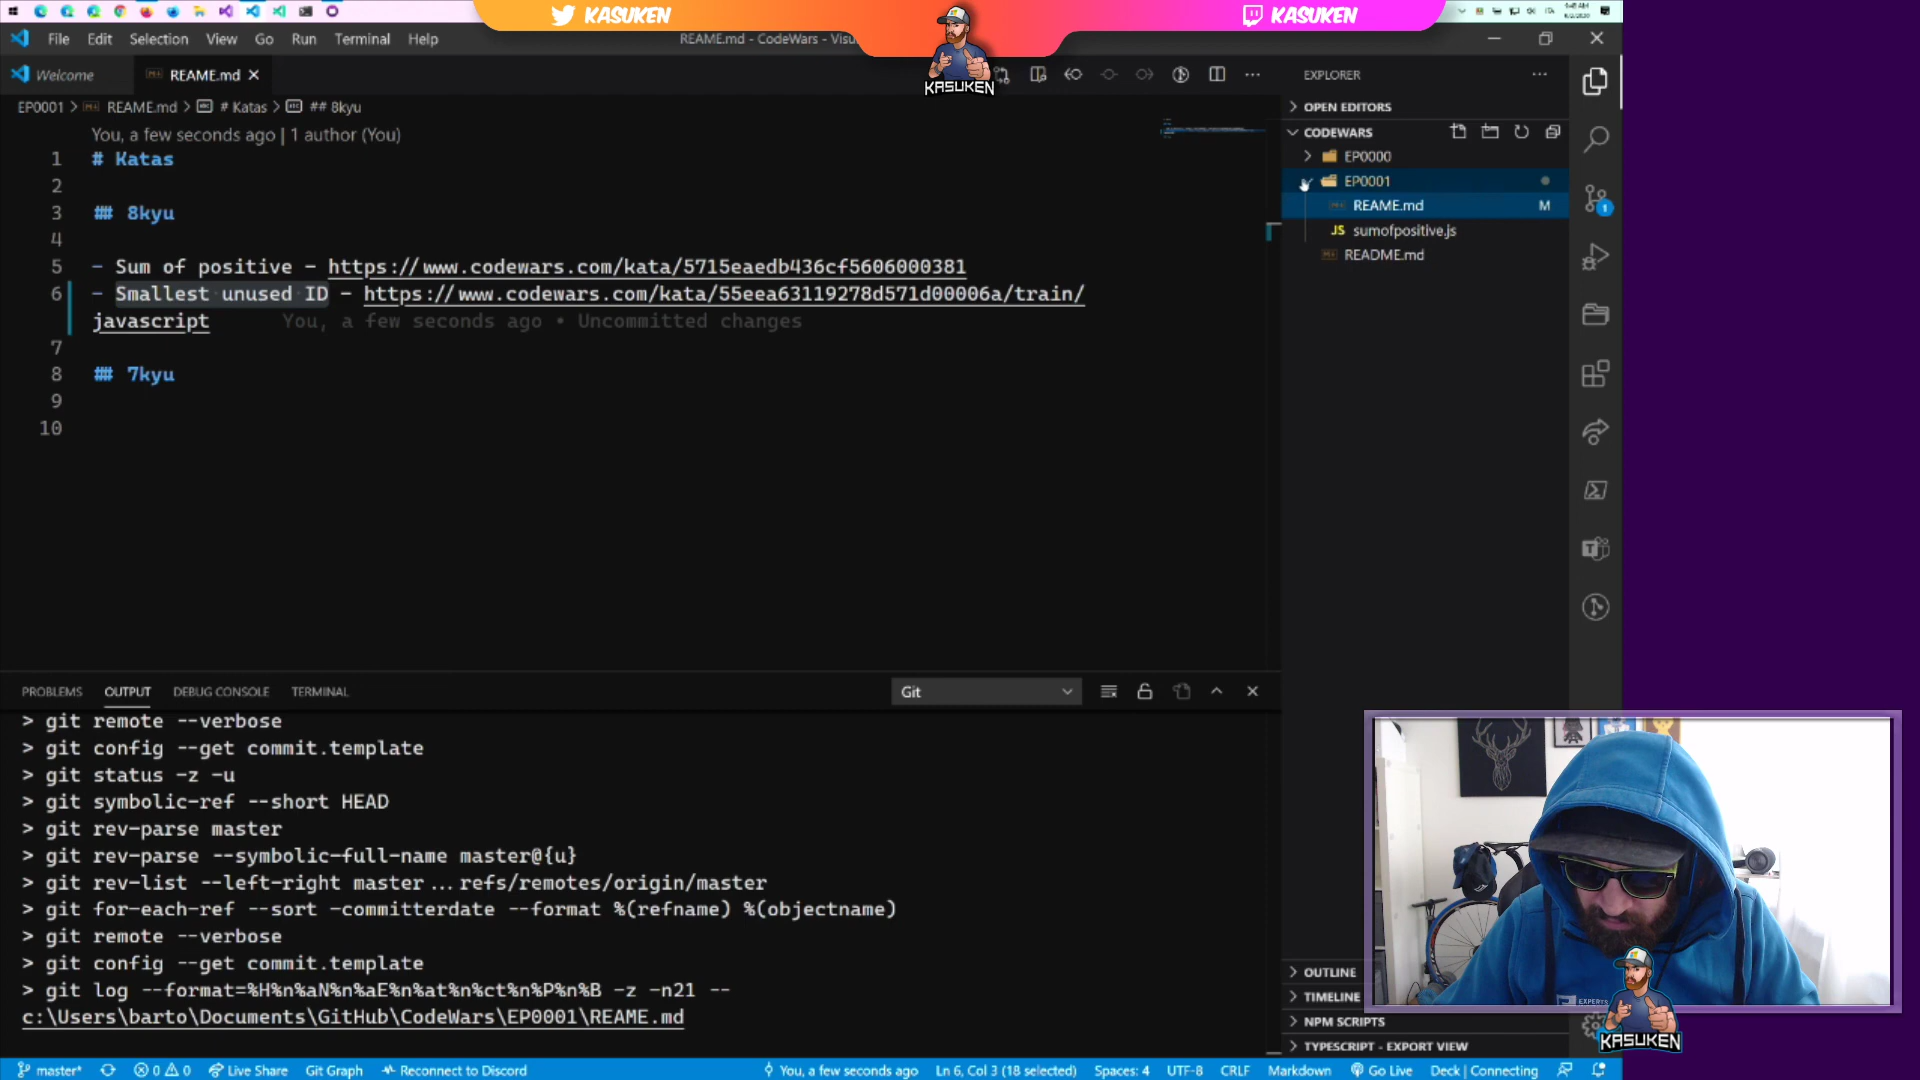 KASUKEN
KASUKEN
KASUKEN
File Edit Selection View Go Run Terminal Help
REAME.md - CodeWars - Visu
Welcome
REAME.md
EP0001 > REAME.md > # Katas > ## 8kyu
You, a few seconds ago | 1 author (You)
1 # Katas
2
3 ## 8kyu
4
5 - Sum of positive - https://www.codewars.com/kata/5715eaedb436cf5606000381
6 - Smallest unused ID - https://www.codewars.com/kata/55eea63119278d571d00006a/train/
javascript You, a few seconds ago • Uncommitted changes
7
8 ## 7kyu
9
10
EXPLORER
OPEN EDITORS
CODEWARS
EP0000
EP0001
REAME.md M
JS sumofpositive.js
README.md
1
PROBLEMS OUTPUT DEBUG CONSOLE TERMINAL
Git
> git remote --verbose
> git config --get commit.template
> git status -z -u
> git symbolic-ref --short HEAD
> git rev-parse master
> git rev-parse --symbolic-full-name master@{u}
> git rev-list --left-right master...refs/remotes/origin/master
> git for-each-ref --sort -committerdate --format %(refname) %(objectname)
> git remote --verbose
> git config --get commit.template
> git log --format=%H%n%aN%n%aE%n%at%n%ct%n%P%n%B -z -n21 --
c:\Users\barto\Documents\GitHub\CodeWars\EP0001\REAME.md
OUTLINE
TIMELINE
NPM SCRIPTS
TYPESCRIPT - EXPORT VIEW
EXPERTS
KASUKEN
master* 0 0 Live Share Git Graph Reconnect to Discord
You, a few seconds ago Ln 6, Col 3 (18 selected) Spaces: 4 UTF-8 CRLF Markdown Go Live Deck | Connecting